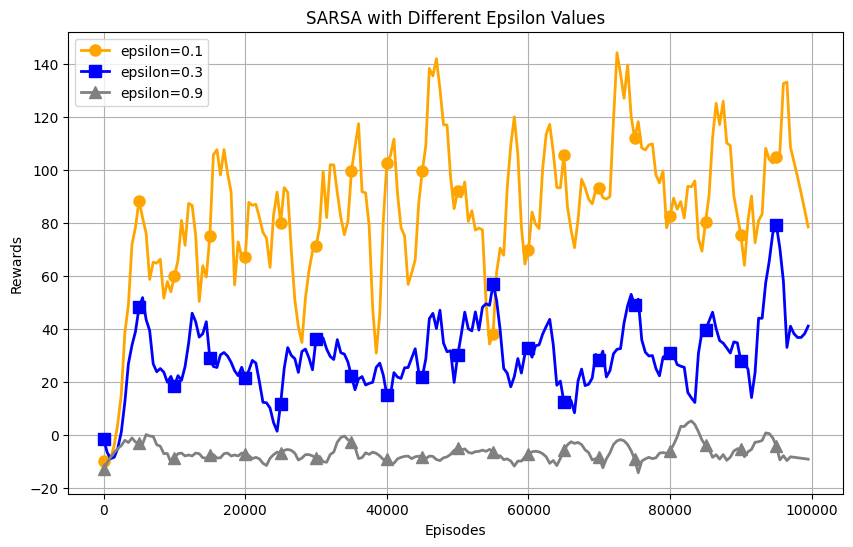 SARSA with Different Epsilon Values
epsilon=0.1
epsilon=0.3
epsilon=0.9
140
120
100
80
60
40
20
0
−20
Rewards
0 20000 40000 60000 80000 100000
Episodes